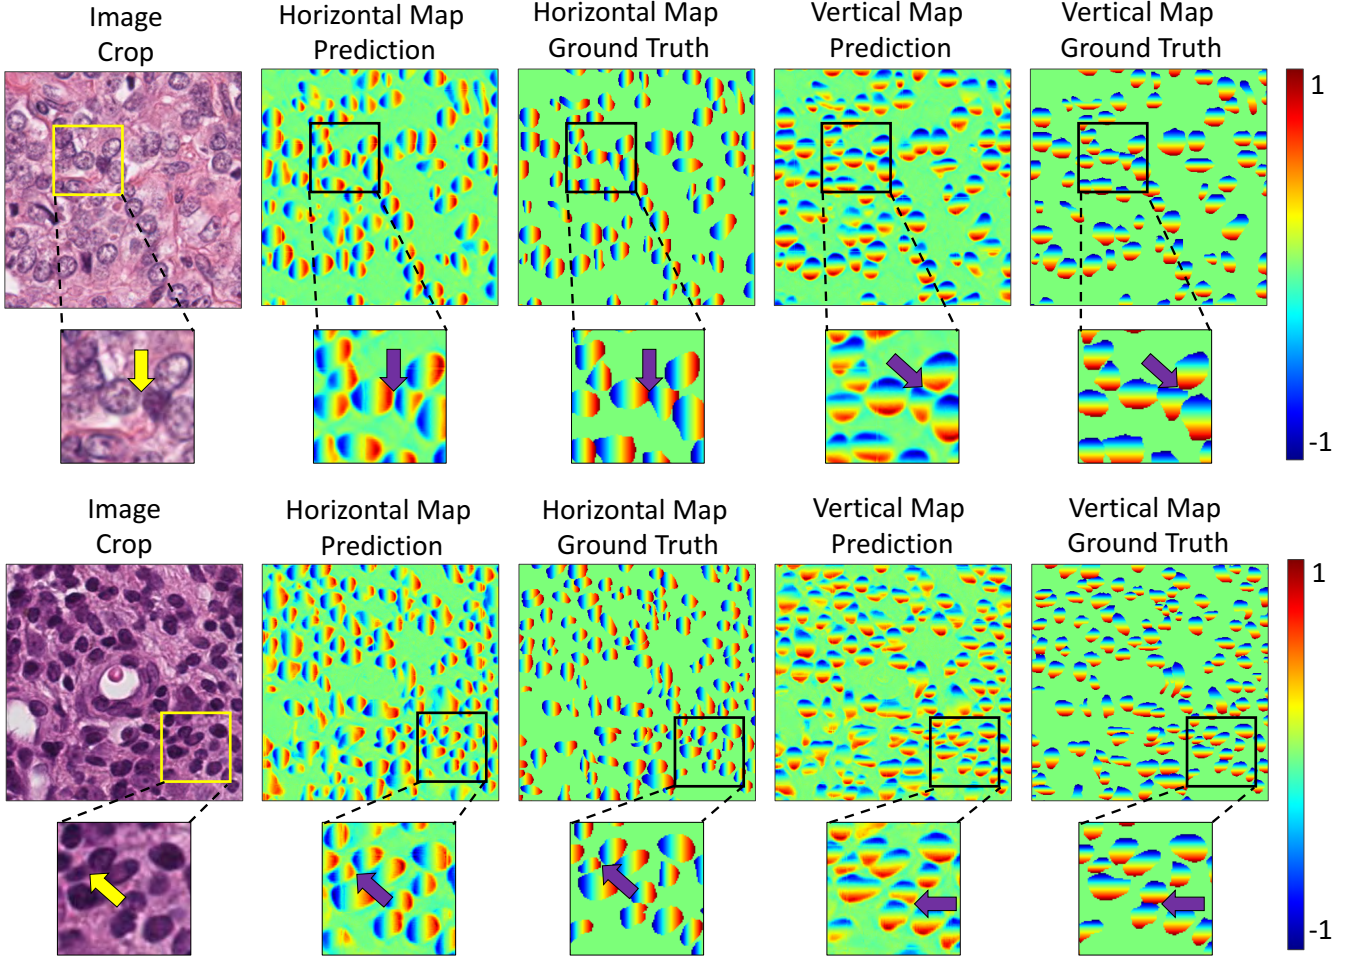 Image
Crop
Horizontal Map
Prediction
Horizontal Map
Ground Truth
Vertical Map
Prediction
Vertical Map
Ground Truth
1
-1
Image
Crop
Horizontal Map
Prediction
Horizontal Map
Ground Truth
Vertical Map
Prediction
Vertical Map
Ground Truth
1
-1